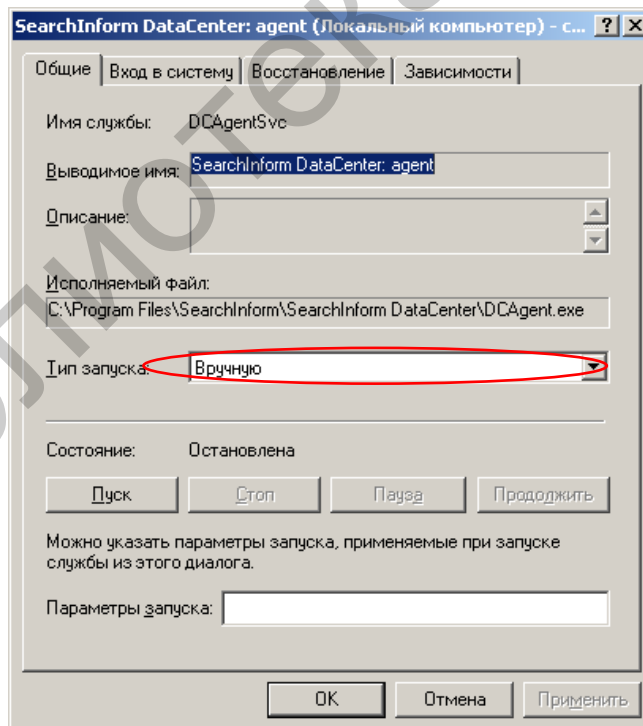 SearchInform DataCenter: agent (Локальный компьютер) - с...
Общие Вход в систему Восстановление Зависимости
Имя службы: DCAgentSvc
Выводимое имя: SearchInform DataCenter: agent
Описание:
Исполняемый файл:
C:\Program Files\SearchInform\SearchInform DataCenter\DCAgent.exe
Тип запуска: Вручную
Состояние: Остановлена
Пуск Стоп Пауза Продолжить
Можно указать параметры запуска, применяемые при запуске
службы из этого диалога.
Параметры запуска:
OK Отмена Применить